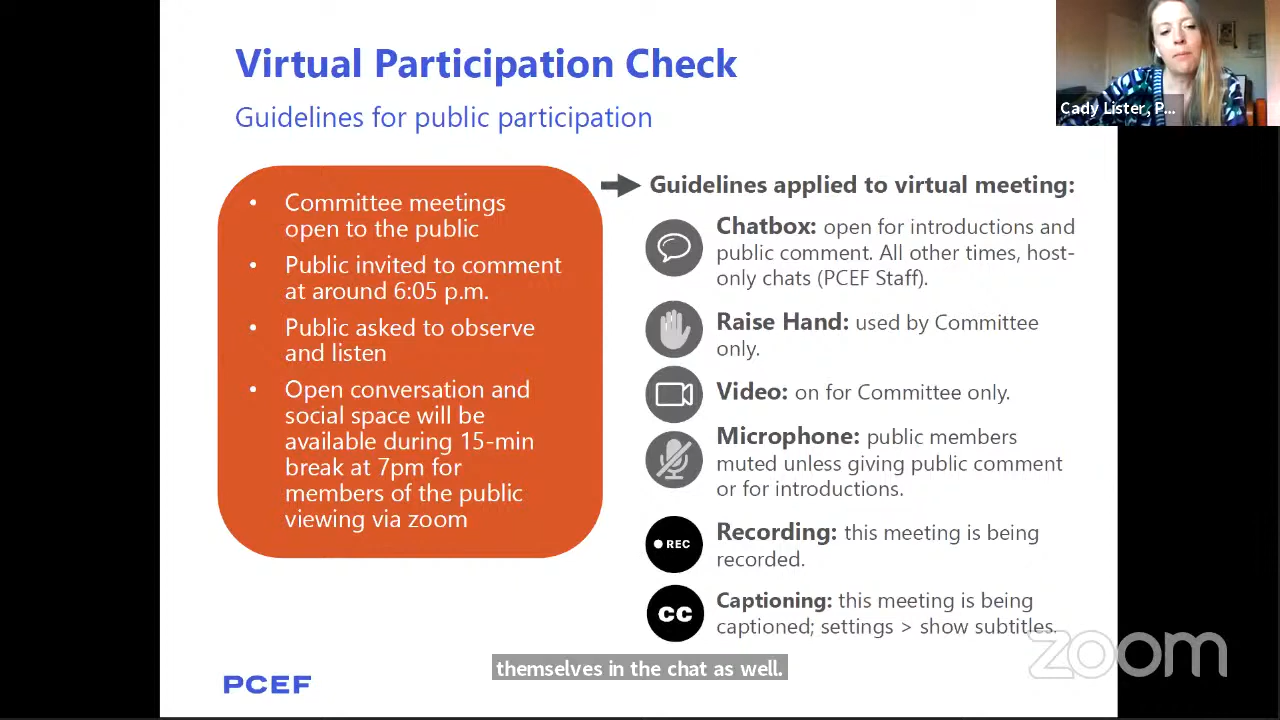 Virtual Participation Check
Guidelines for public participation
• Committee meetings
open to the public
• Public invited to comment
at around 6:05 p.m.
• Public asked to observe
and listen
• Open conversation and
social space will be
available during 15-min
break at 7pm for
members of the public
viewing via zoom
Guidelines applied to virtual meeting:
Chatbox: open for introductions and
public comment. All other times, host-
only chats (PCEF Staff).
Raise Hand: used by Committee
only.
Video: on for Committee only.
Microphone: public members
muted unless giving public comment
or for introductions.
REC
Recording: this meeting is being
recorded.
CC
Captioning: this meeting is being
captioned; settings > show subtitles.
themselves in the chat as well.
PCEF
zoom
Cady Lister, P...